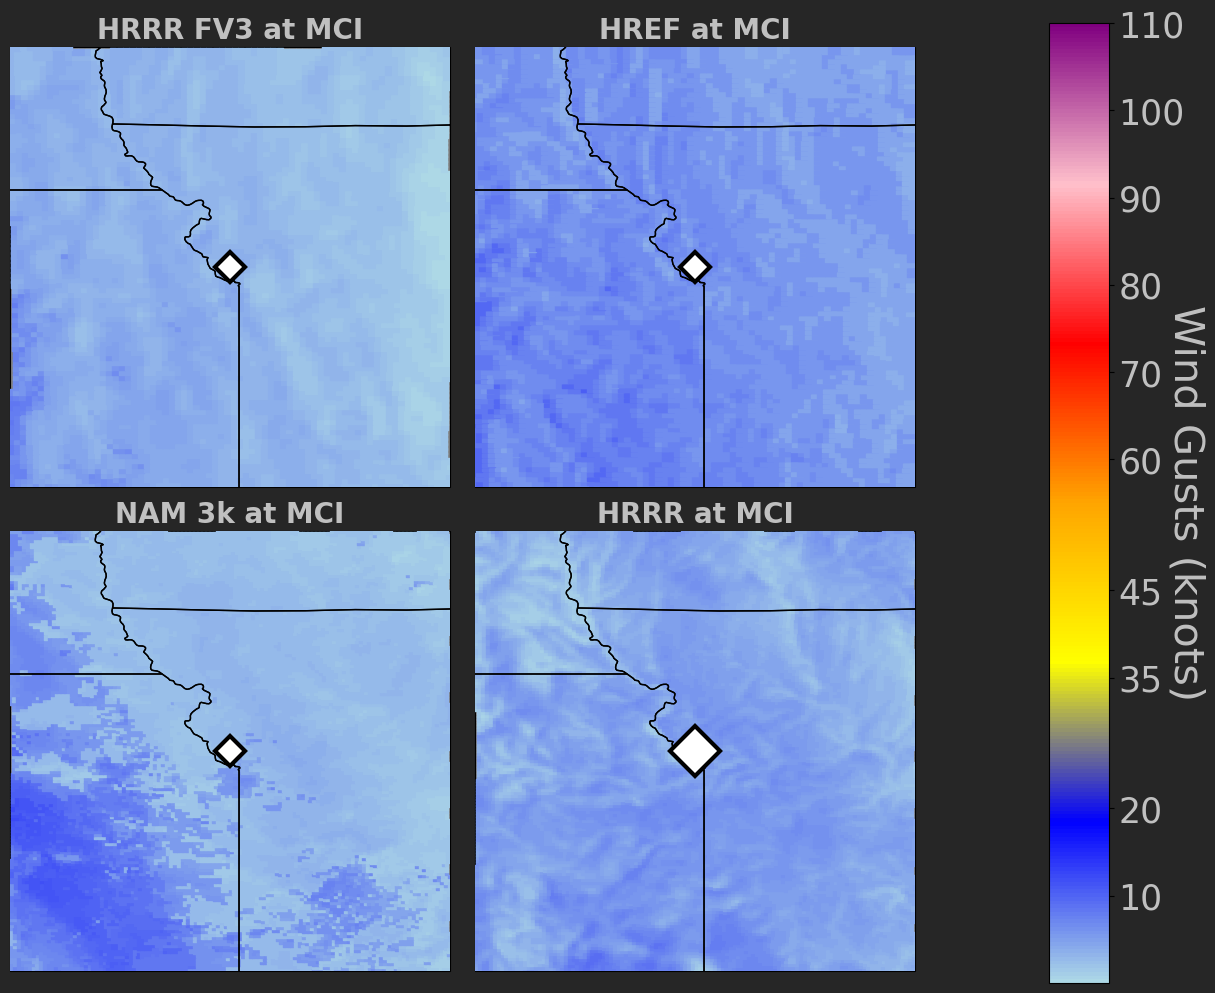 HRRR FV3 at MCI
HREF at MCI
NAM 3k at MCI
HRRR at MCI
110
100
90
80
70
60
45
35
20
10
Wind Gusts (knots)